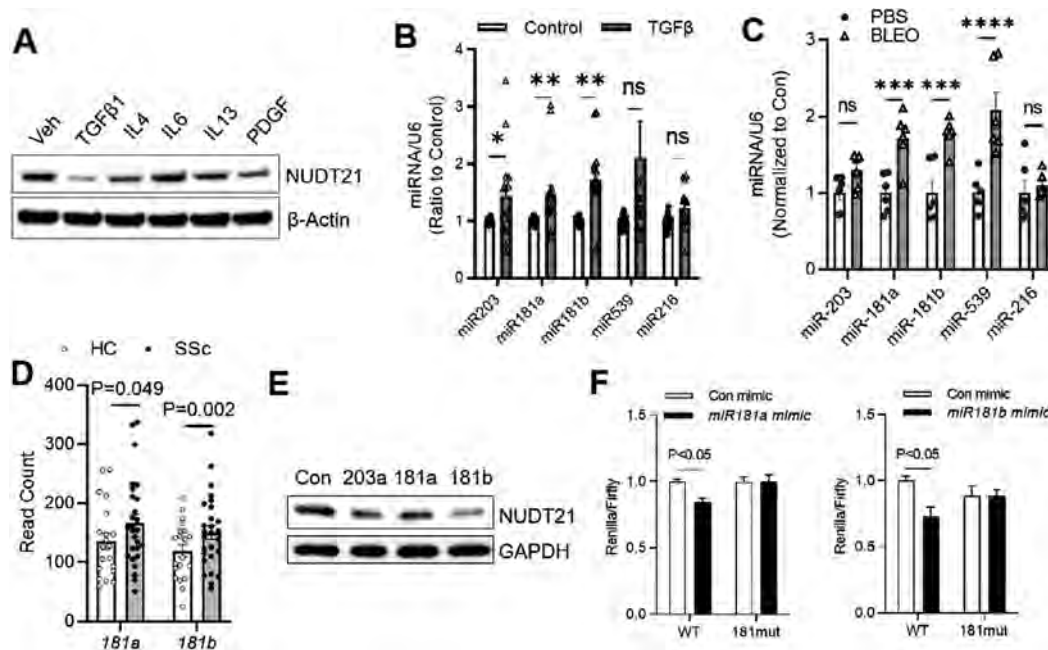 A
Veh TGFβ1 IL4 IL6 IL13 PDGF
NUDT21
β-Actin
B
Control TGFβ
miRNA/U6
(Ratio to Control)
4
3
2
1
0
* ** ** ns ns
miR203 miR181a miR181b miR539 miR216
C
PBS
BLEO
miRNA/U6
(Normalized to Con)
3
2
1
0
ns *** *** **** ns
miR-203 miR-181a miR-181b miR-539 miR-216
D
HC SSc
Read Count
400
300
200
100
0
P=0.049
P=0.002
181a 181b
E
Con 203a 181a 181b
NUDT21
GAPDH
F
Con mimic
miR181a mimic
Renilla/Firfly
1.5
1.0
0.5
0.0
P<0.05
WT 181mut
Con mimic
miR181b mimic
Renilla/Firfly
1.5
1.0
0.5
0.0
P<0.05
WT 181mut